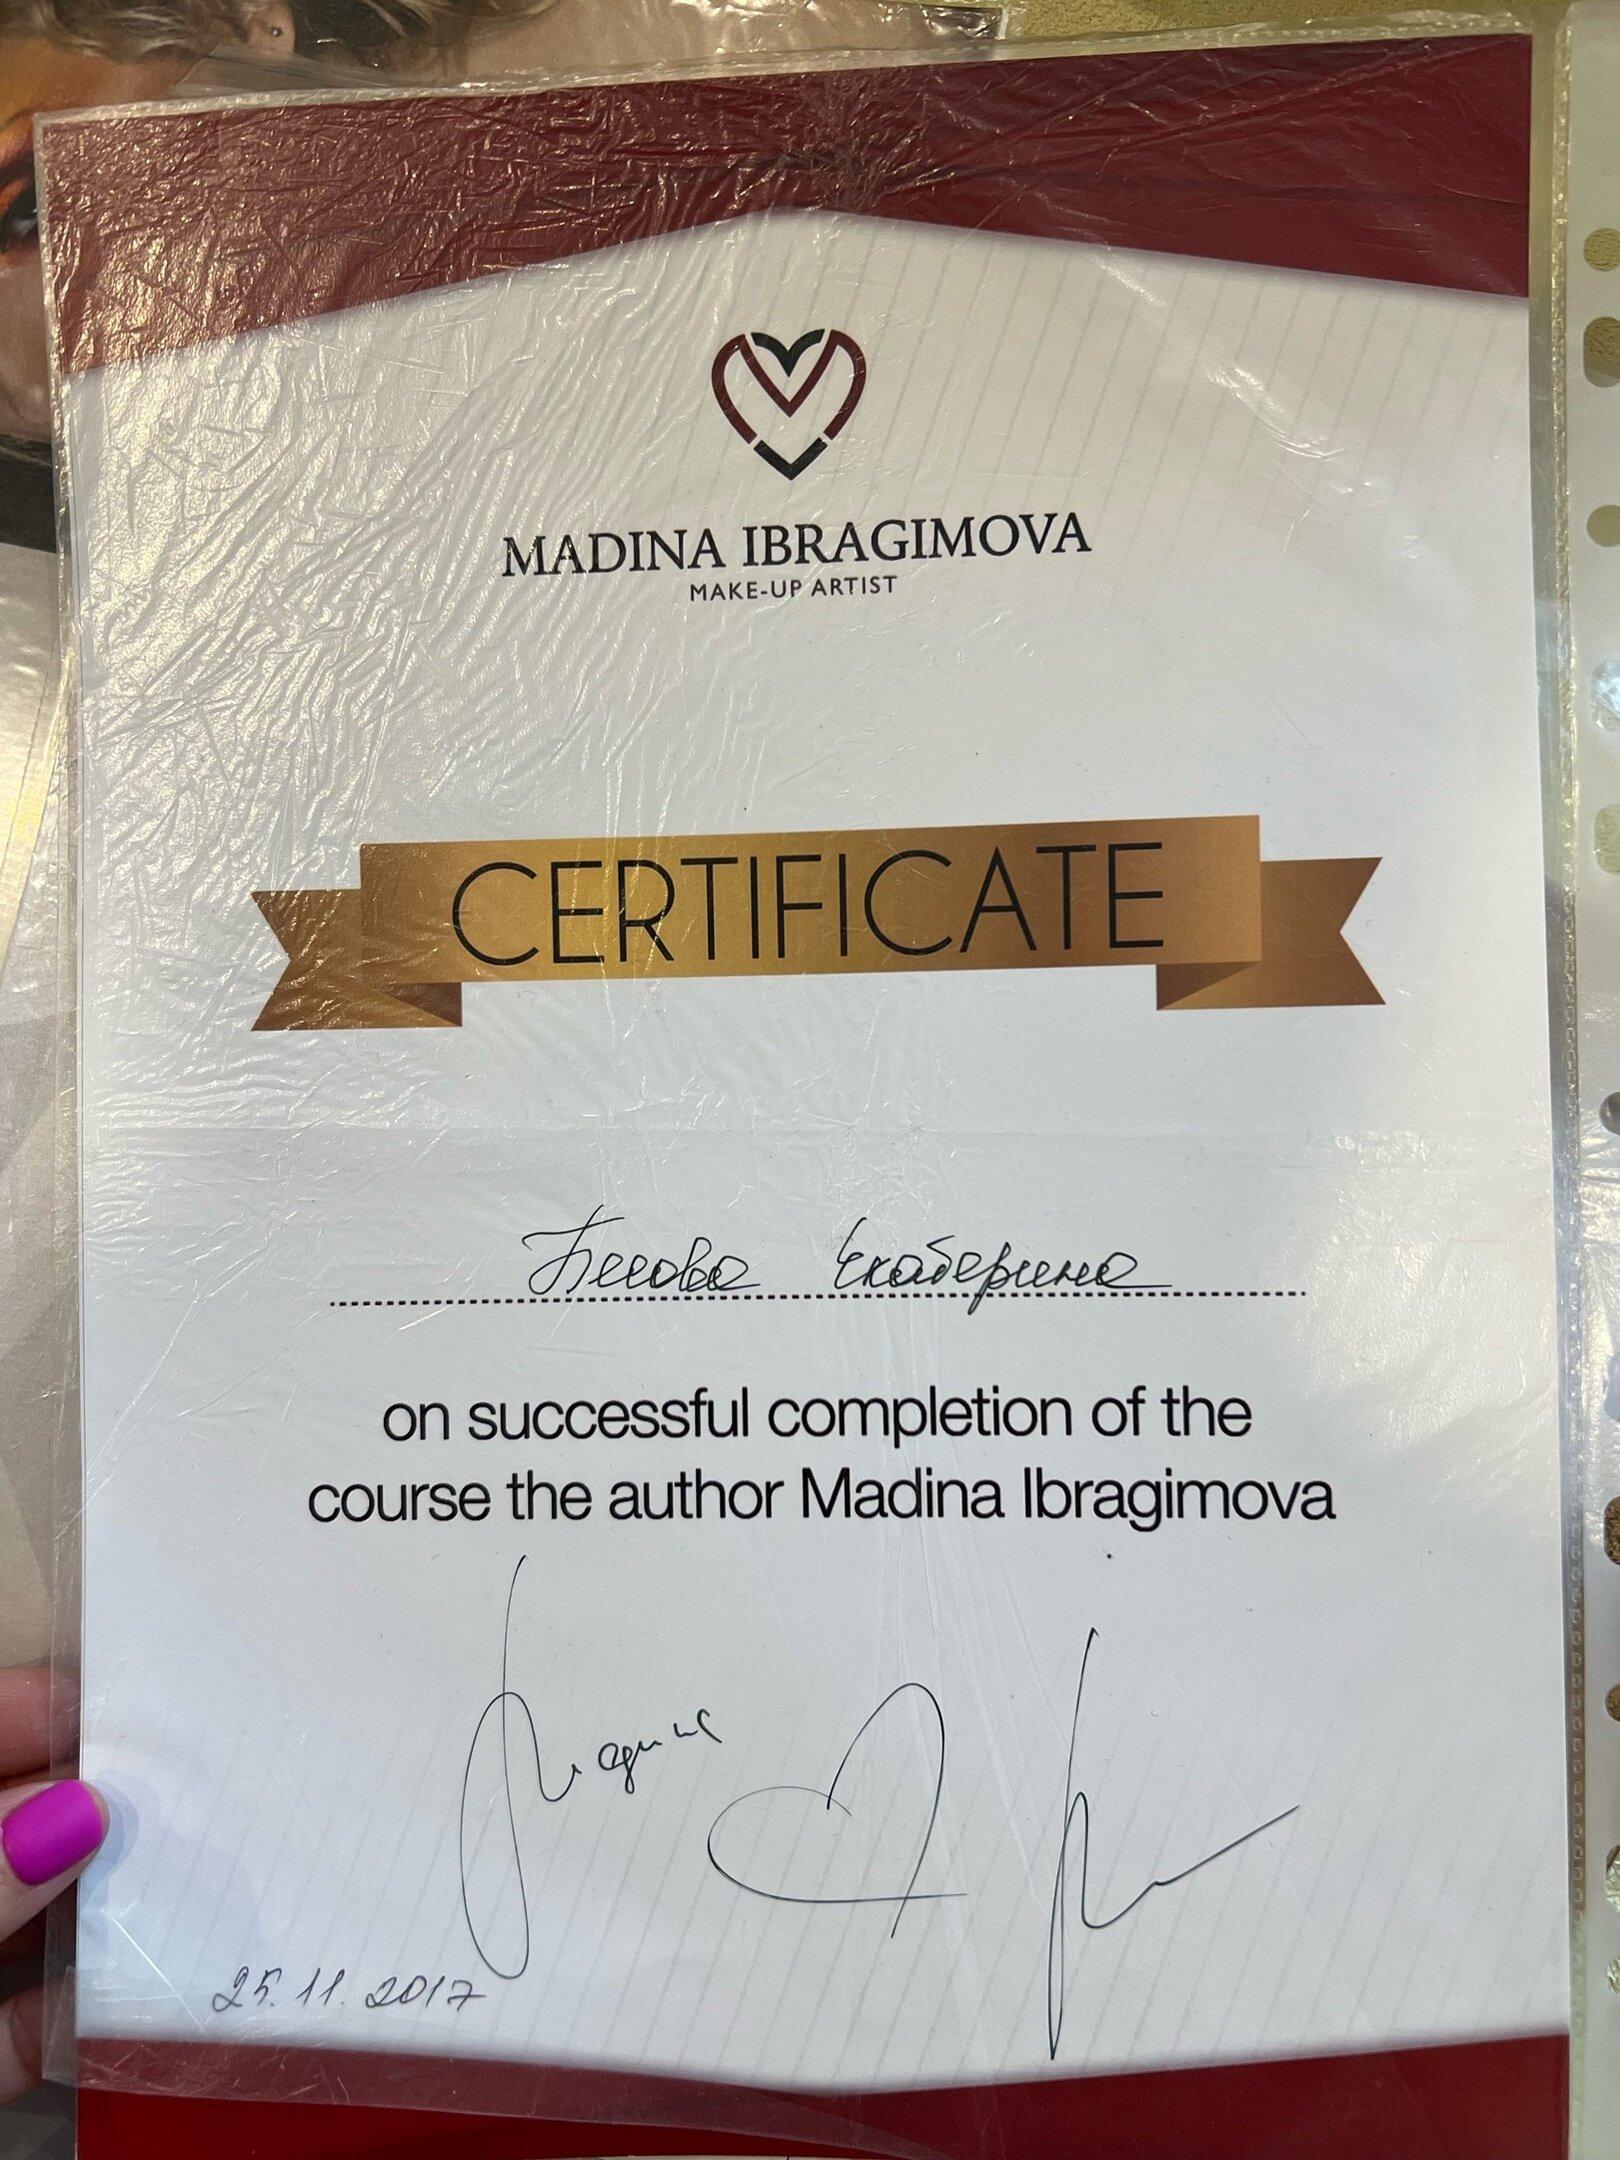 MADINA IBRAGIMOVA
MAKE-UP ARTIST
CERTIFICATE
Екатерина
on successful completion of the
course the author Madina Ibragimova
Мадина
25.11.2017